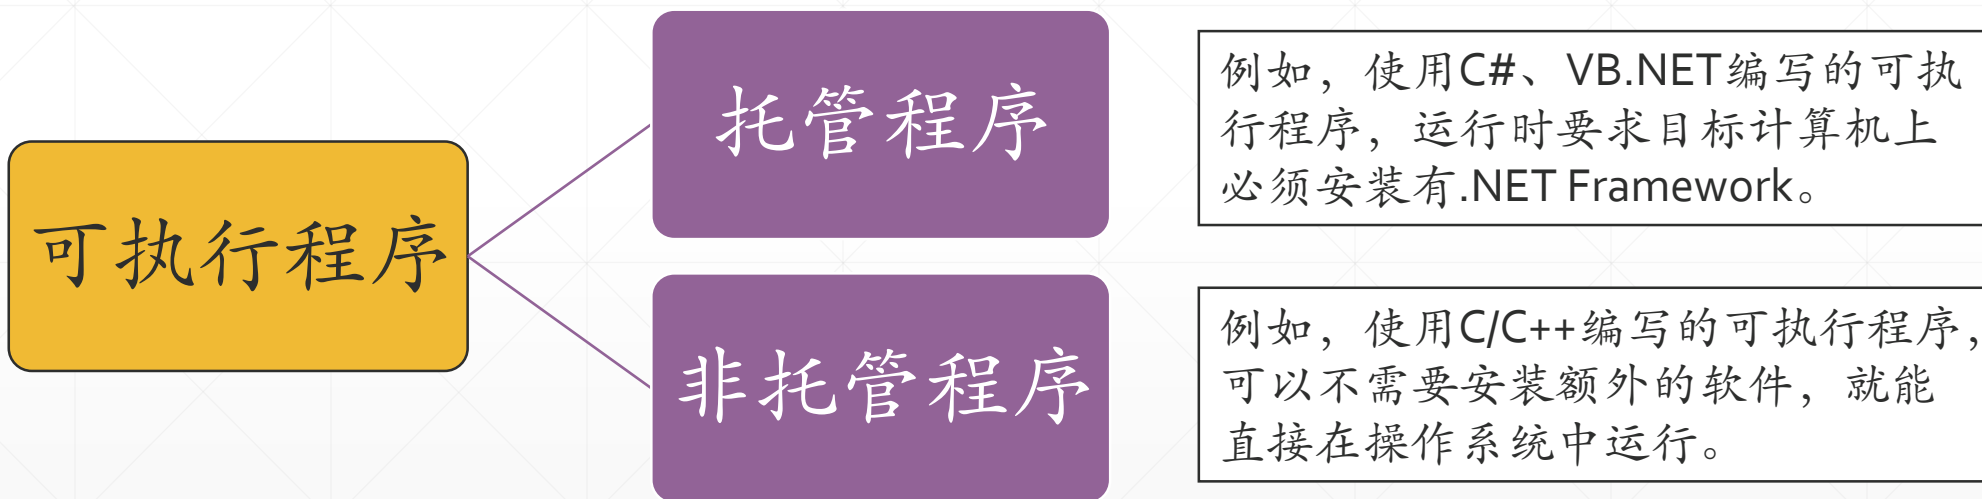 可执行程序
托管程序
例如，使用C#、VB.NET编写的可执
行程序，运行时要求目标计算机上
必须安装有.NET Framework。
非托管程序
例如，使用C/C++编写的可执行程序，
可以不需要安装额外的软件，就能
直接在操作系统中运行。